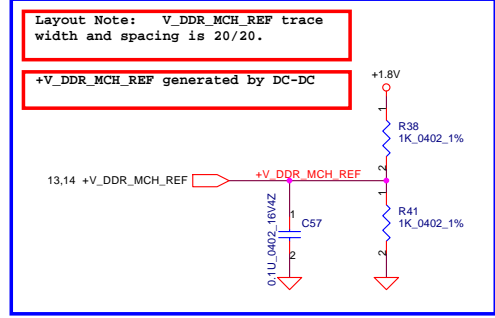 Layout Note:   V_DDR_MCH_REF trace
width and spacing is 20/20.
+V_DDR_MCH_REF generated by DC-DC
+1.8V
1
R38
1K_0402_1%
2
13,14 +V_DDR_MCH_REF
+V_DDR_MCH_REF
1
R41
1K_0402_1%
2
0.1U_0402_16V4Z
1
C57
2